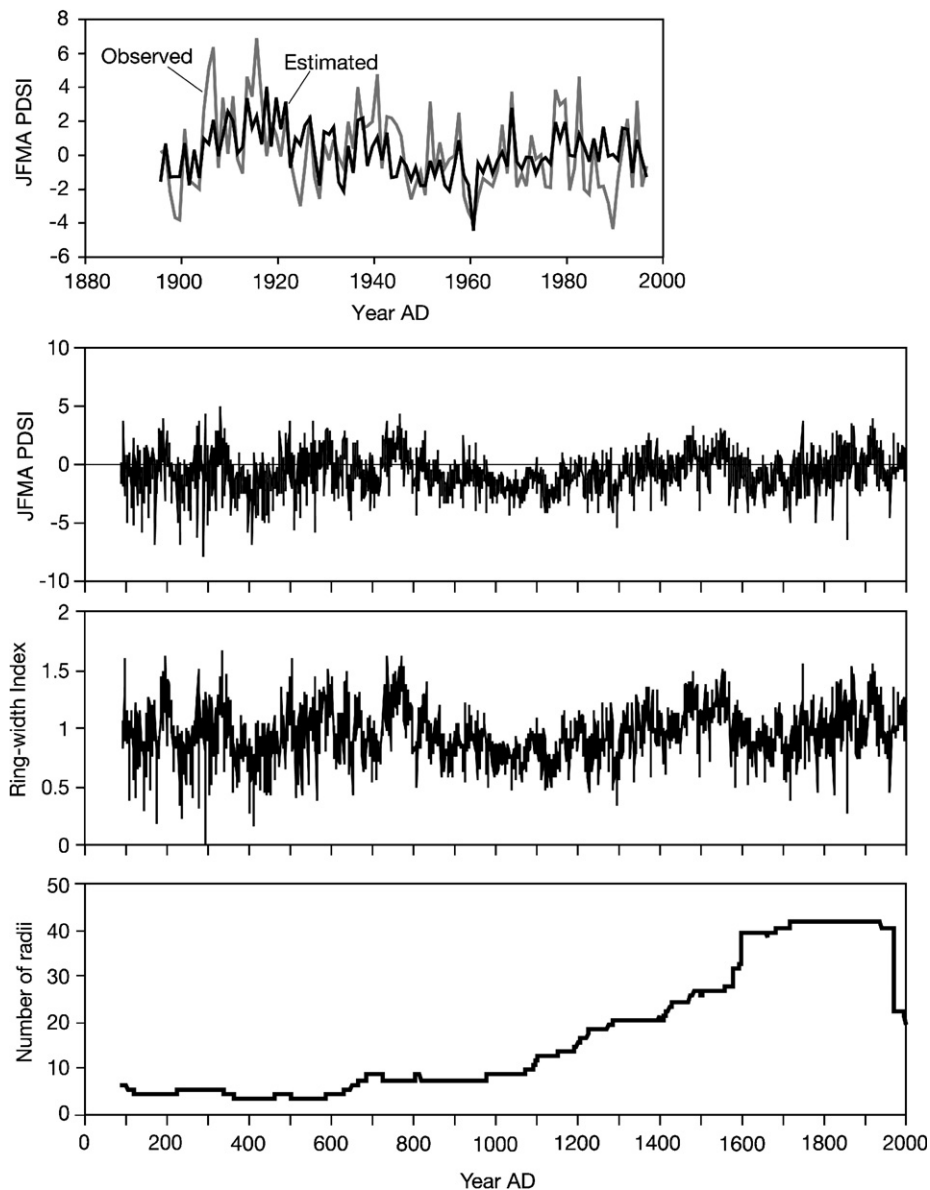 8
6
4
2
0
-2
-4
-6
JFMA PDSI
Observed
Estimated
1880 1900 1920 1940 1960 1980 2000
Year AD
10
5
0
-5
-10
JFMA PDSI
2
1.5
1
0.5
0
Ring-width Index
50
40
30
20
10
0
Number of radii
0 200 400 600 800 1000 1200 1400 1600 1800 2000
Year AD